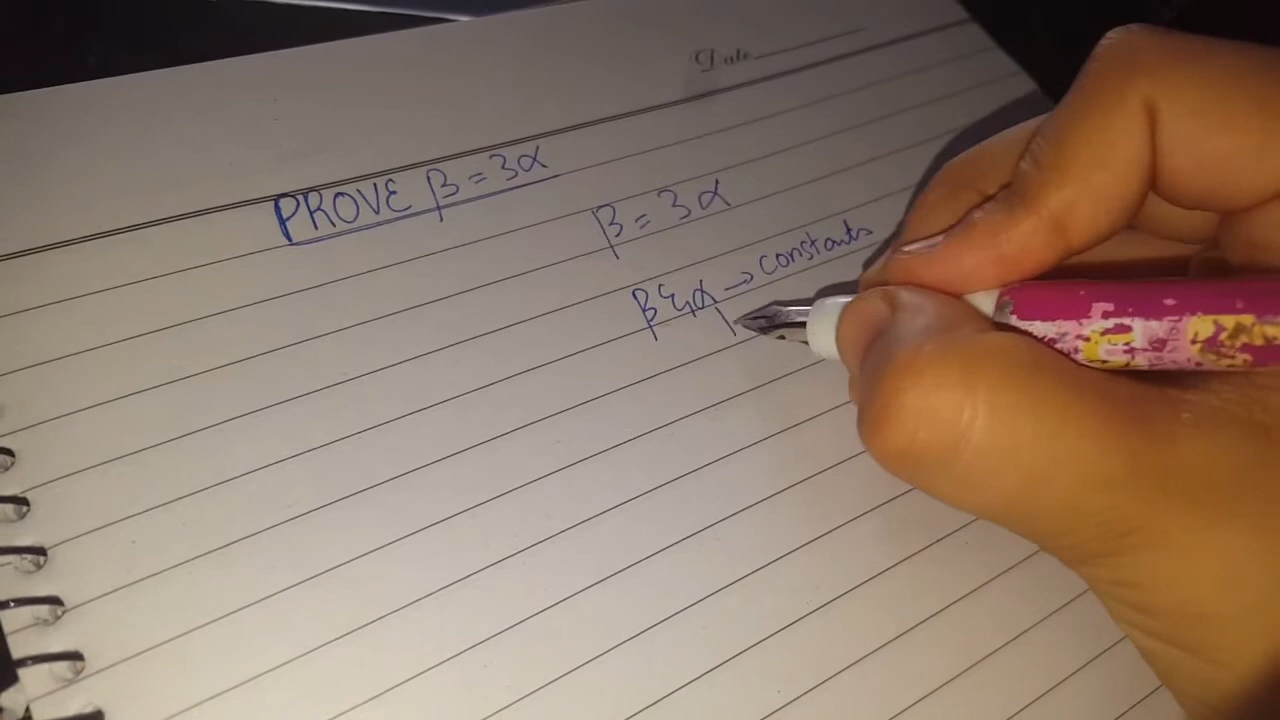 Date
PROVE β = 3α
β = 3α
β & α → constants